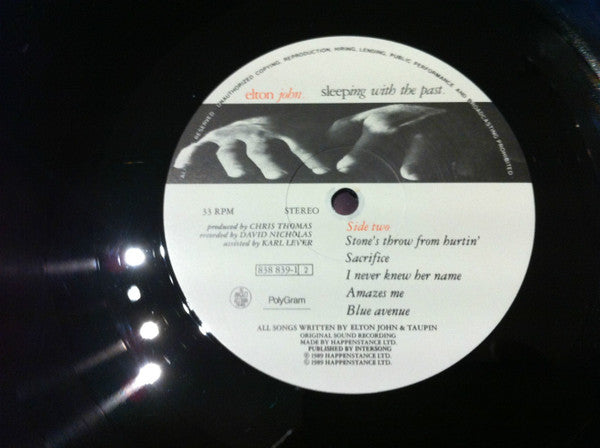 ALL RIGHTS RESERVED. UNAUTHORIZED COPYING, REPRODUCTION, HIRING, LENDING, PUBLIC PERFORMANCE AND BROADCASTING PROHIBITED
elton john. sleeping with the past.
33 RPM STEREO
produced by CHRIS THOMAS
recorded by DAVID NICHOLAS
assisted by KARL LEVER
838 839-1 2
PolyGram
Side two
Stone's throw from hurtin'
Sacrifice
I never knew her name
Amazes me
Blue avenue
ALL SONGS WRITTEN BY ELTON JOHN & TAUPIN
ORIGINAL SOUND RECORDING
MADE BY HAPPENSTANCE LTD.
PUBLISHED BY INTERSONG
℗ 1989 HAPPENSTANCE LTD.
© 1989 HAPPENSTANCE LTD.